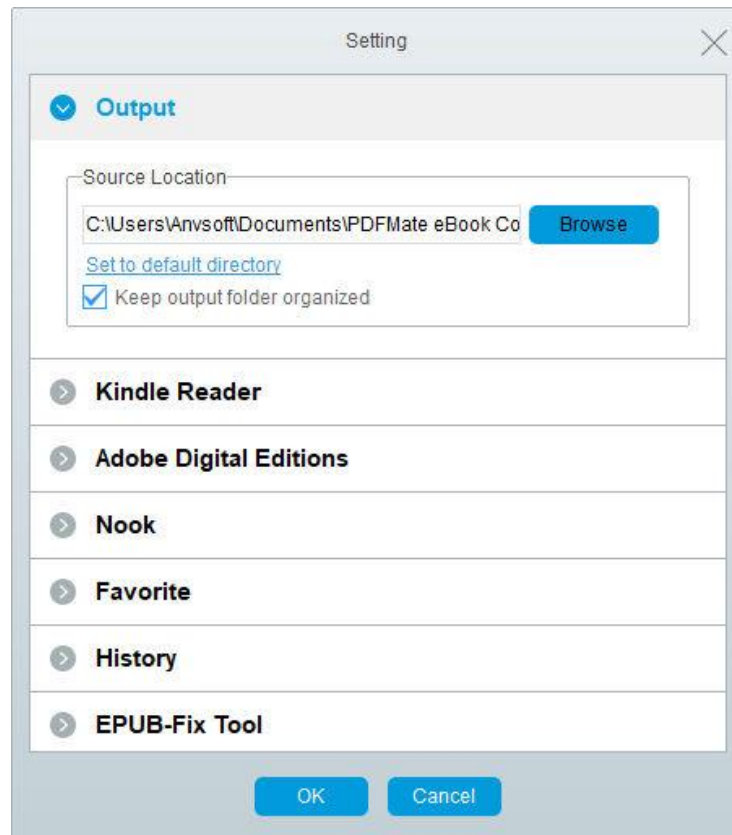 Setting
Output
Source Location
C:\Users\Anvsoft\Documents\PDFMate eBook Co
Browse
Set to default directory
Keep output folder organized
Kindle Reader
Adobe Digital Editions
Nook
Favorite
History
EPUB-Fix Tool
OK
Cancel